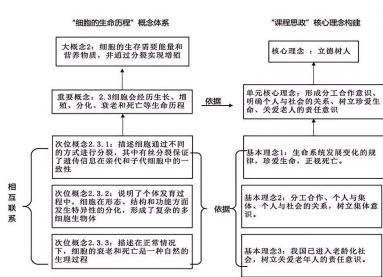 "细胞的生命历程"概念体系
"课程思政"核心理念构建
大概念2：细胞的生存需要能量和
营养物质，并通过分裂实现增殖
核心理念：立德树人
重要概念：2.3细胞会经历生长、增
殖、分化、衰老和死亡等生命历程
依据
单元核心理念：形成分工合作意识、
明确个人与社会的关系、树立珍爱生
命、关爱老人的责任意识
相互联系
次位概念2.3.1：描述细胞通过不同
的方式进行分裂，其中有丝分裂保证
了遗传信息在亲代和子代细胞中的一
致性
次位概念2.3.2：说明了个体发育过
程中，细胞在形态、结构和功能方面
发生特异性的分化，形成了复杂的多
细胞生物体
次位概念2.3.3：描述在正常情况
下，细胞的衰老和死亡是一种自然的
生理过程
依据
基本理念1：生命系统发展变化的规
律，珍爱生命，正视死亡。
基本理念2：分工合作、个人与集
体、个人与社会的关系，树立集体意
识。
基本理念3：我国已进入老龄化社
会，树立关爱老年人的责任意识。